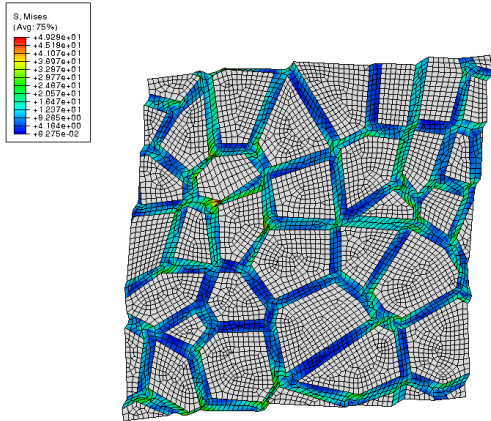 S, Mises
(Avg: 75%)
+4.929e+01
+4.518e+01
+4.107e+01
+3.697e+01
+3.287e+01
+2.877e+01
+2.467e+01
+2.057e+01
+1.647e+01
+1.237e+01
+8.265e+00
+4.164e+00
+6.275e-02